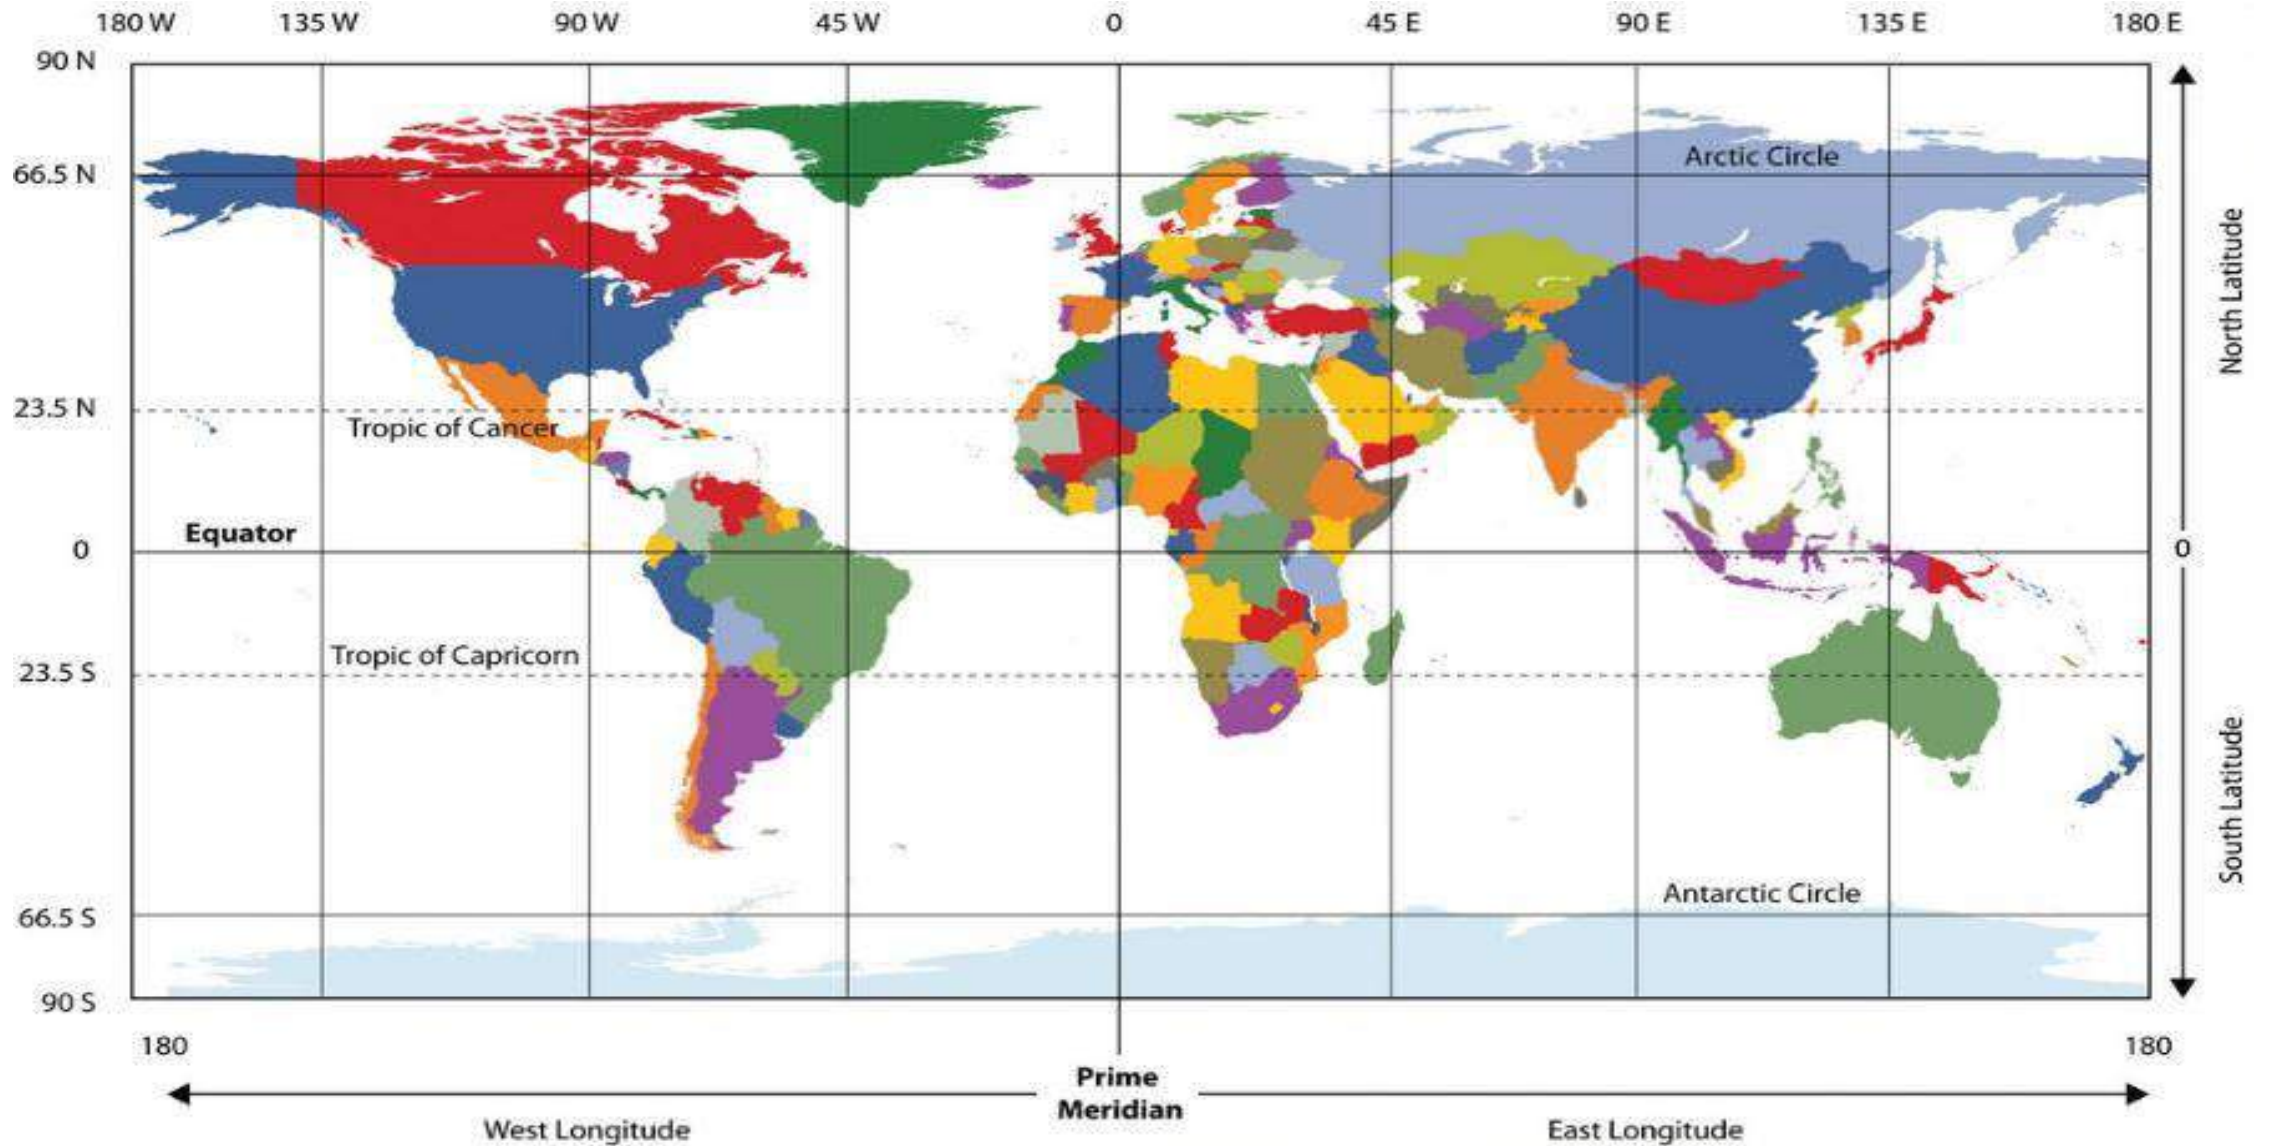 180 W 135 W 90 W 45 W 0 45 E 90 E 135 E 180 E
90 N
Arctic Circle
66.5 N
North Latitude
23.5 N
Tropic of Cancer
Equator
0 0
Tropic of Capricorn
23.5 S
South Latitude
Antarctic Circle
66.5 S
90 S
180 180
Prime
Meridian
West Longitude East Longitude